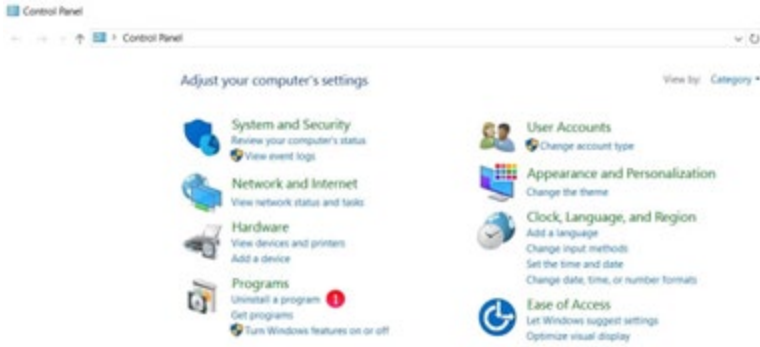 Control Panel
Control Panel
Adjust your computer's settings
View by: Category
System and Security
Review your computer's status
View event logs
Network and Internet
View network status and tasks
Hardware
View devices and printers
Add a device
Programs
Uninstall a program 1
Get programs
Turn Windows features on or off
User Accounts
Change account type
Appearance and Personalization
Change the theme
Clock, Language, and Region
Add a language
Change input methods
Set the time and date
Change date, time, or number formats
Ease of Access
Let Windows suggest settings
Optimize visual display